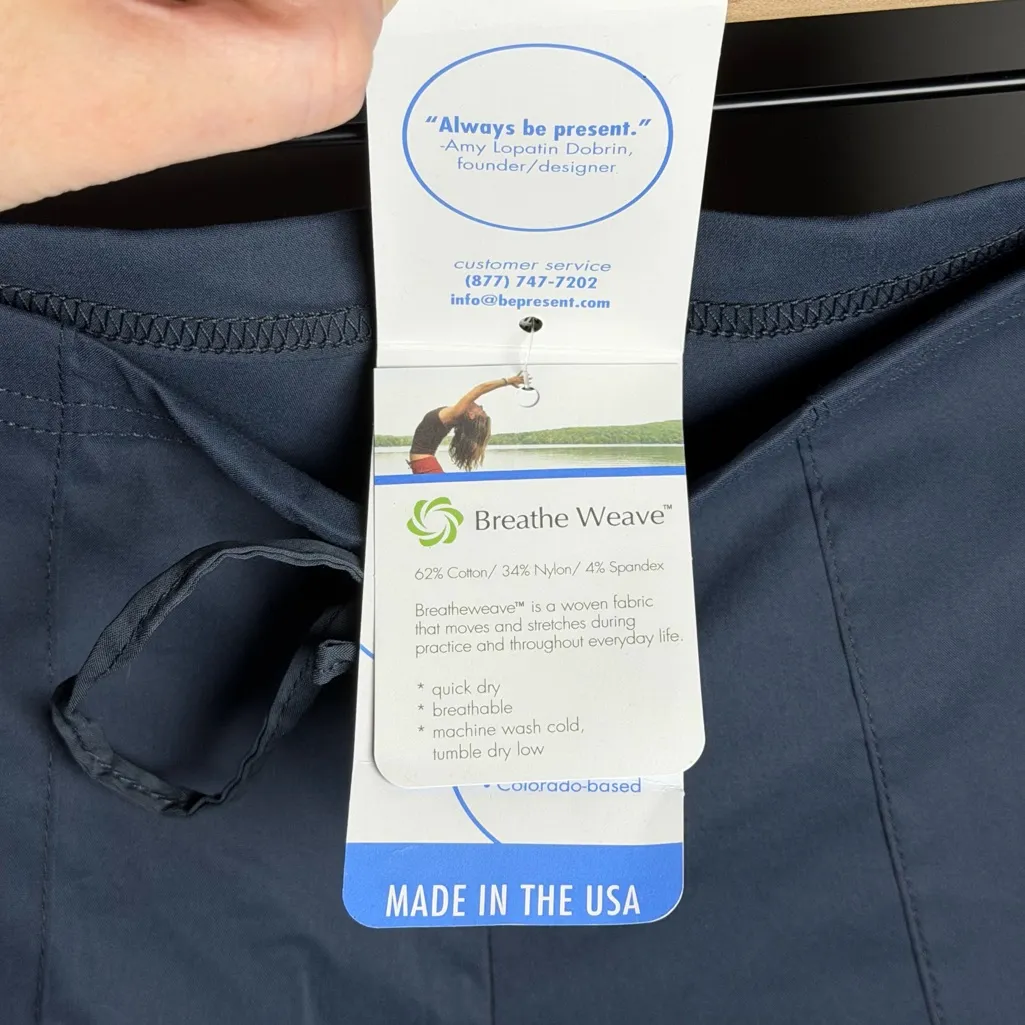 “Always be present.”
-Amy Lopatin Dobrin,
founder/designer
customer service
(877) 747-7202
info@bepresent.com
Breathe Weave™
62% Cotton/ 34% Nylon/ 4% Spandex
Breatheweave™ is a woven fabric
that moves and stretches during
practice and throughout everyday life.
* quick dry
* breathable
* machine wash cold,
tumble dry low
• Colorado-based
MADE IN THE USA